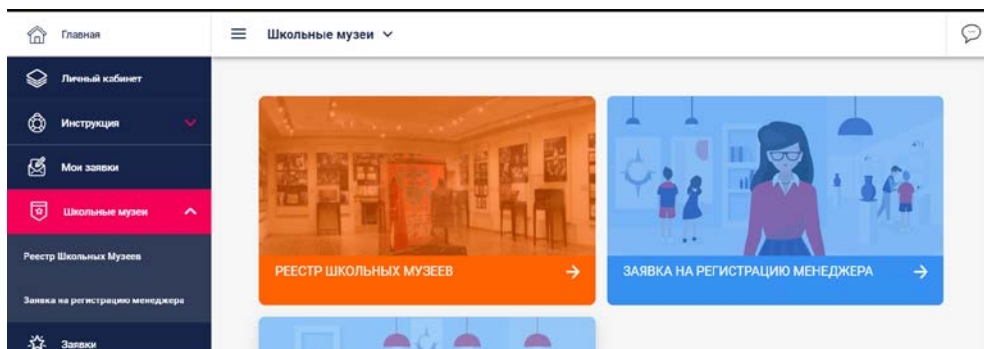 Главная
Школьные музеи
Личный кабинет
Инструкция
Мои заявки
Школьные музеи
Реестр Школьных Музеев
Заявка на регистрацию менеджера
Заявки
РЕЕСТР ШКОЛЬНЫХ МУЗЕЕВ
ЗАЯВКА НА РЕГИСТРАЦИЮ МЕНЕДЖЕРА